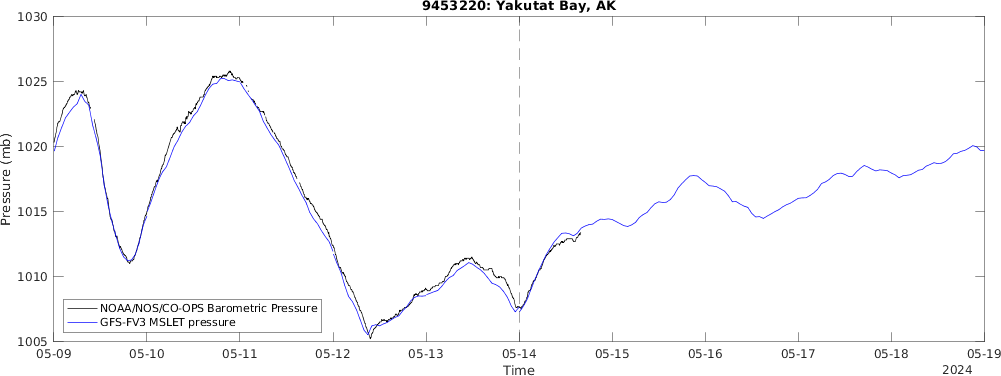 9453220: Yakutat Bay, AK
Pressure (mb)
1030
1025
1020
1015
1010
1005
NOAA/NOS/CO-OPS Barometric Pressure
GFS-FV3 MSLET pressure
05-09 05-10 05-11 05-12 05-13 05-14 05-15 05-16 05-17 05-18 05-19
Time
2024